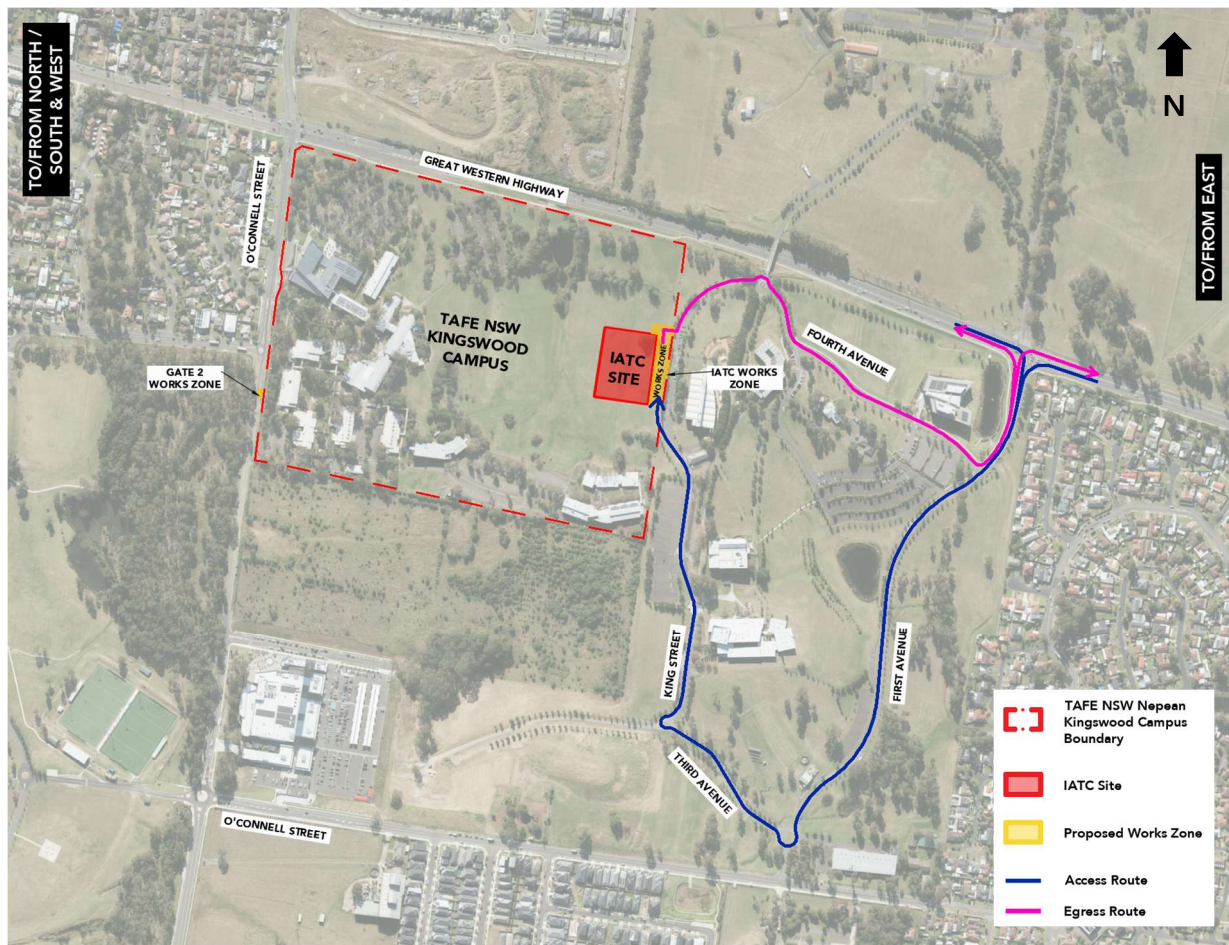 TO/FROM NORTH /
SOUTH & WEST
N
TO/FROM EAST
O'CONNELL STREET
GREAT WESTERN HIGHWAY
TAFE NSW
KINGSWOOD
CAMPUS
IATC
SITE
WORKS ZONE
IATC WORKS
ZONE
FOURTH AVENUE
GATE 2
WORKS ZONE
KING STREET
FIRST AVENUE
THIRD AVENUE
O'CONNELL STREET
TAFE NSW Nepean
Kingswood Campus
Boundary
IATC Site
Proposed Works Zone
Access Route
Egress Route